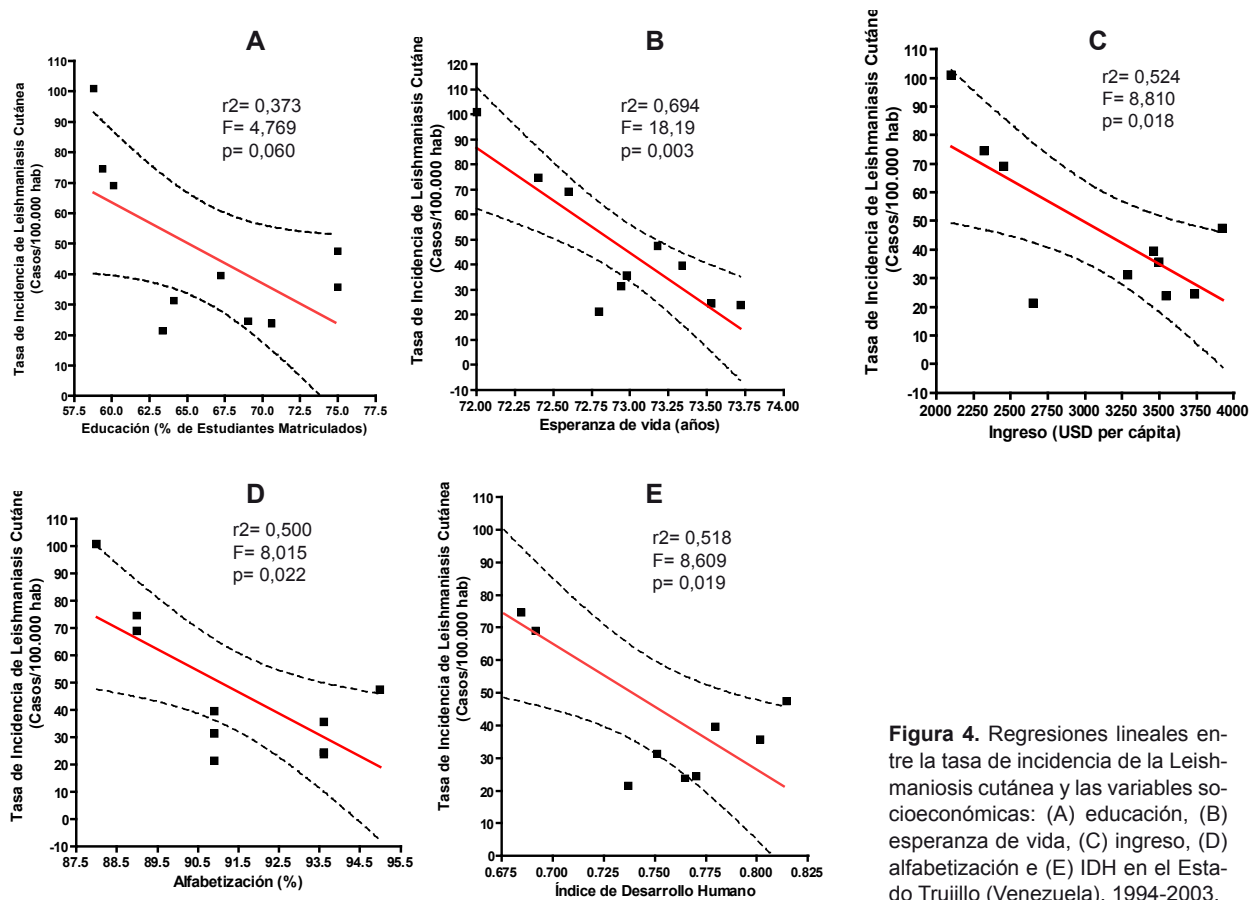 A
Tasa de Incidencia de Leishmaniasis Cutáne
(Casos/100.000 hab)
r2= 0,373
F= 4,769
p= 0,060
110
100
90
80
70
60
50
40
30
20
10
0
57.5 60.0 62.5 65.0 67.5 70.0 72.5 75.0 77.5
Educación (% de Estudiantes Matriculados)
B
Tasa de Incidencia de Leishmaniasis Cutáne
(Casos/100.000 hab)
r2= 0,694
F= 18,19
p= 0,003
120
110
100
90
80
70
60
50
40
30
20
10
0
-10
72.00 72.25 72.50 72.75 73.00 73.25 73.50 73.75 74.00
Esperanza de vida (años)
C
Tasa de Incidencia de Leishmaniasis Cutáne
(Casos/100.000 hab)
r2= 0,524
F= 8,810
p= 0,018
110
100
90
80
70
60
50
40
30
20
10
0
-10
2000 2250 2500 2750 3000 3250 3500 3750 4000
Ingreso (USD per cápita)
D
Tasa de Incidencia de Leishmaniasis Cutáne
(Casos/100.000 hab)
r2= 0,500
F= 8,015
p= 0,022
110
100
90
80
70
60
50
40
30
20
10
0
-10
87.5 88.5 89.5 90.5 91.5 92.5 93.5 94.5 95.5
Alfabetización (%)
E
Tasa de Incidencia de Leishmaniasis Cutánea
(Casos/100.000 hab)
r2= 0,518
F= 8,609
p= 0,019
110
100
90
80
70
60
50
40
30
20
10
0
0.675 0.700 0.725 0.750 0.775 0.800 0.825
Índice de Desarrollo Humano
Figura 4. Regresiones lineales en-
tre la tasa de incidencia de la Leish-
maniosis cutánea y las variables so-
cioeconómicas: (A) educación, (B)
esperanza de vida, (C) ingreso, (D)
alfabetización e (E) IDH en el Esta-
do Trujillo (Venezuela), 1994-2003.